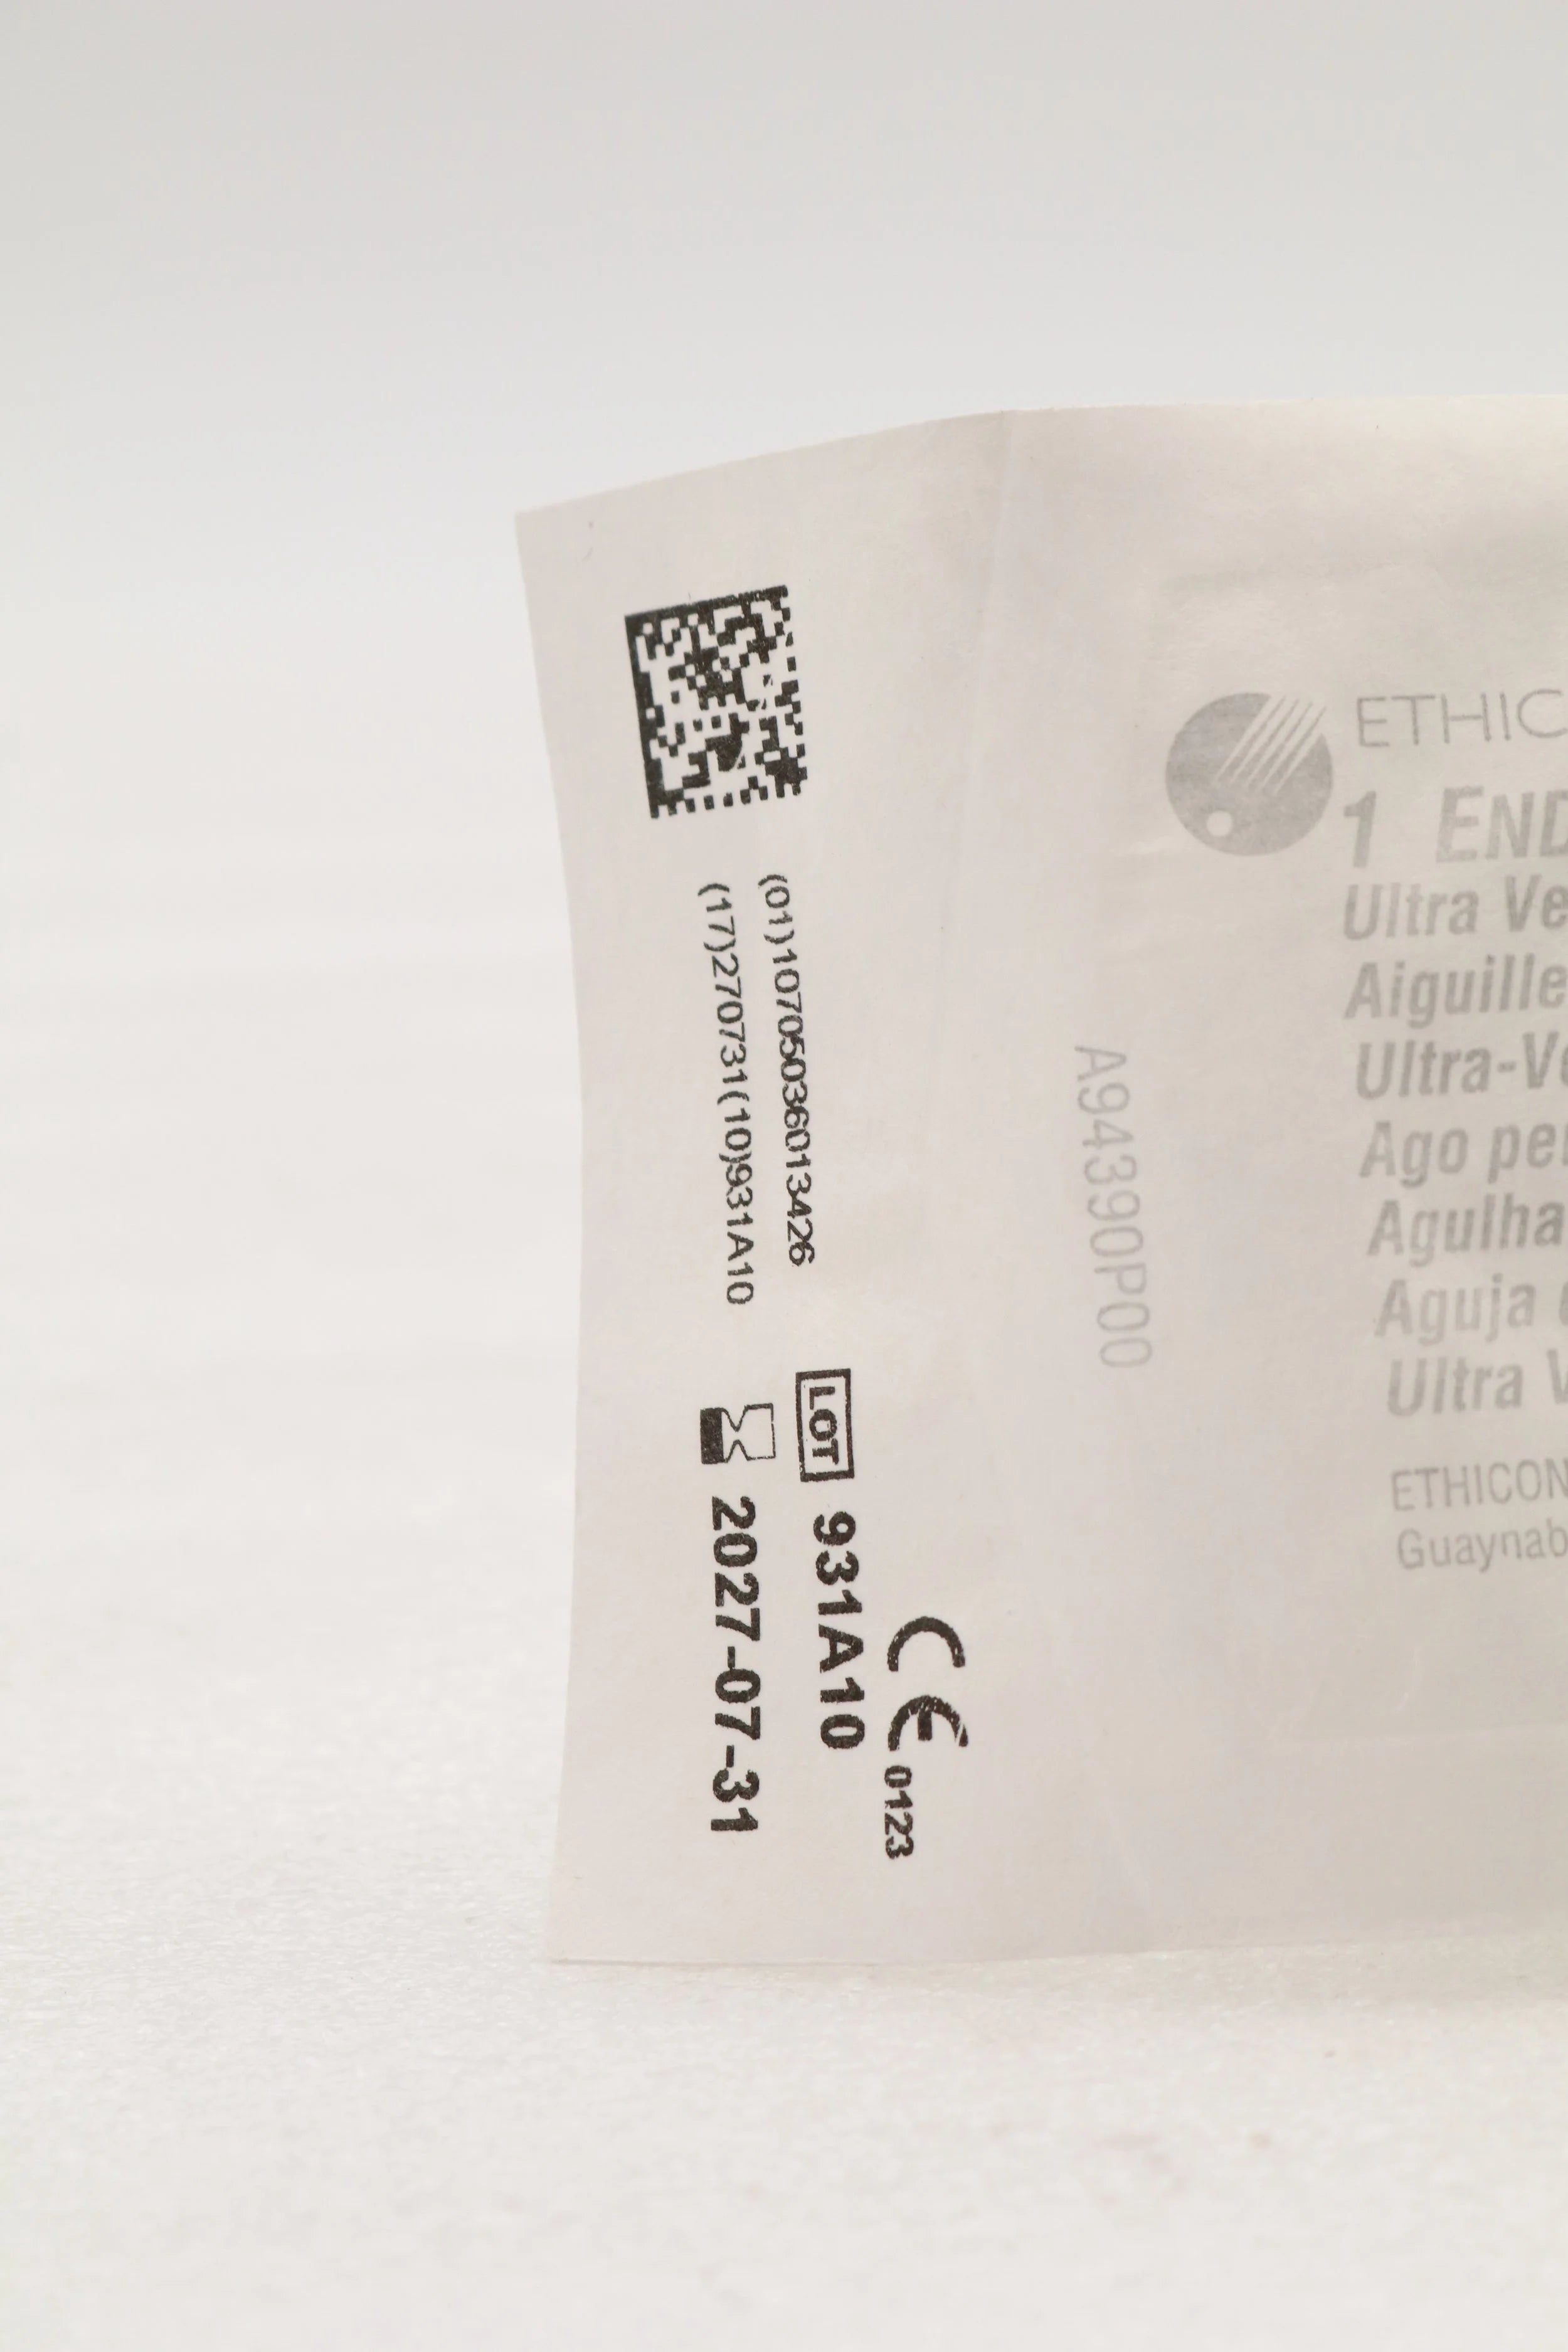 (01)10705036013426
(17)270731(10)931A10
LOT 931A10
2027-07-31
CE 0123
A94390P00
ETHIC
1 END
Ultra Ve
Aiguille
Ultra-Ve
Ago per
Agulha
Aguja
Ultra V
ETHICON
Guaynab